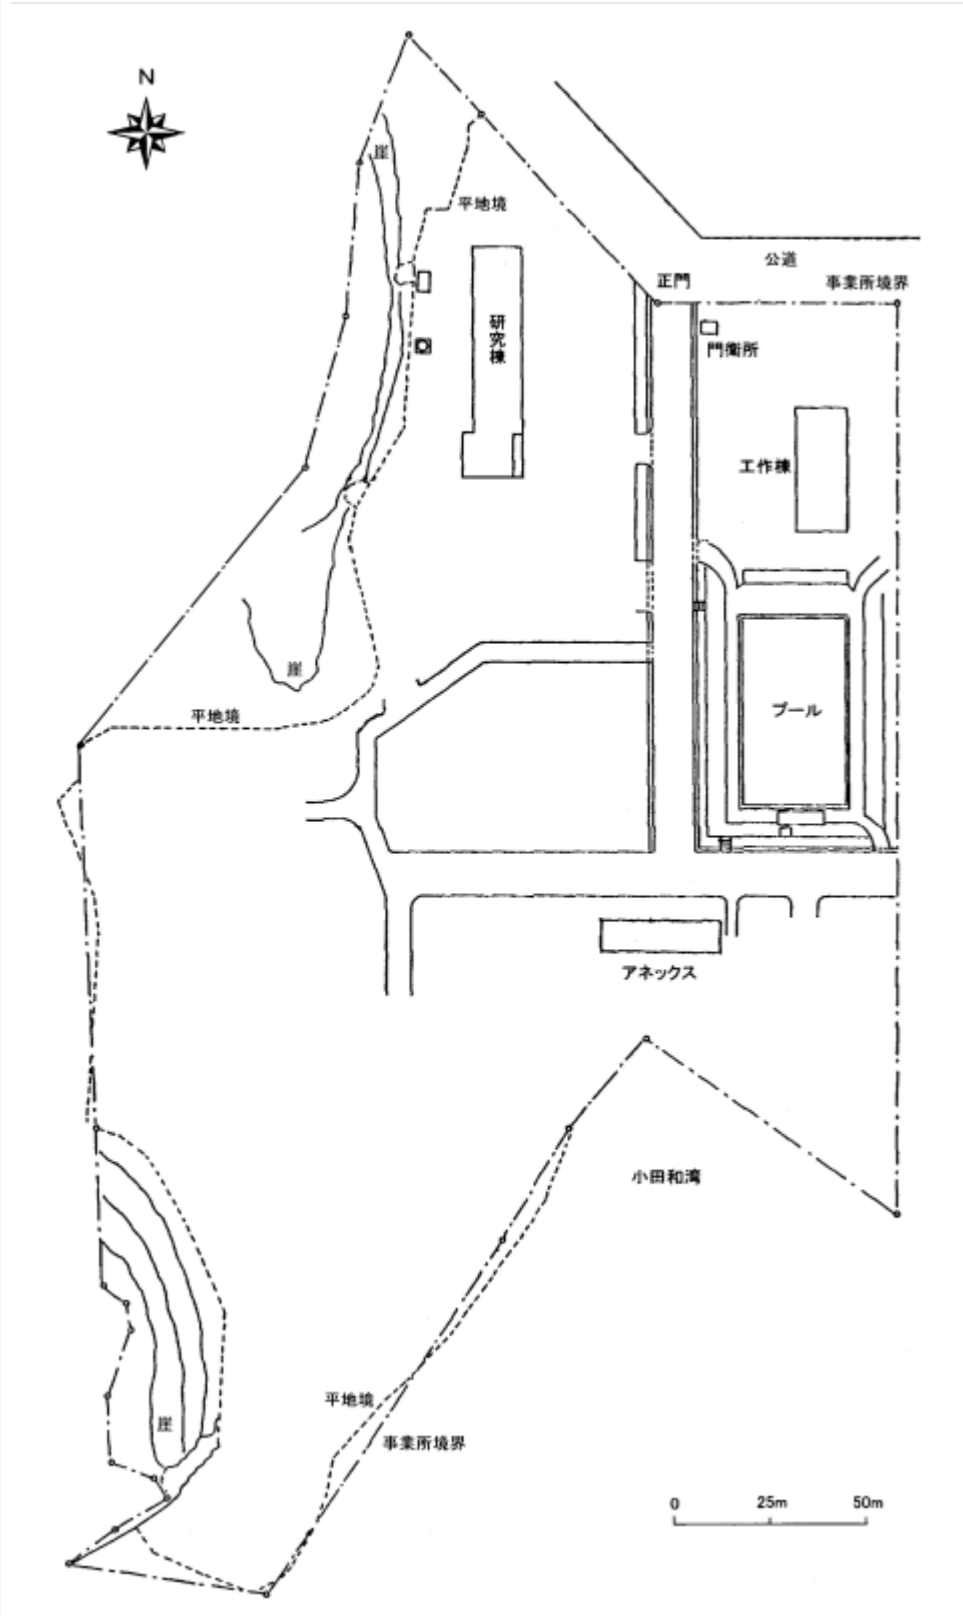 N
崖
平地境
公道
正門
事業所境界
研究棟
門衛所
工作棟
崖
プール
平地境
アネックス
小田和湾
平地境
崖
事業所境界
0 25m 50m